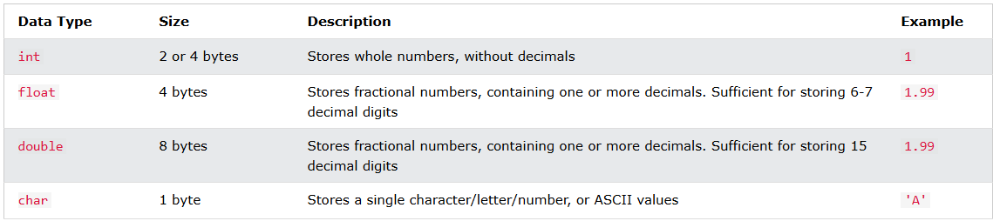 Data Type Size Description Example
int 2 or 4 bytes Stores whole numbers, without decimals 1
float 4 bytes Stores fractional numbers, containing one or more decimals. Sufficient for storing 6-7 1.99
decimal digits
double 8 bytes Stores fractional numbers, containing one or more decimals. Sufficient for storing 15 1.99
decimal digits
char 1 byte Stores a single character/letter/number, or ASCII values 'A'